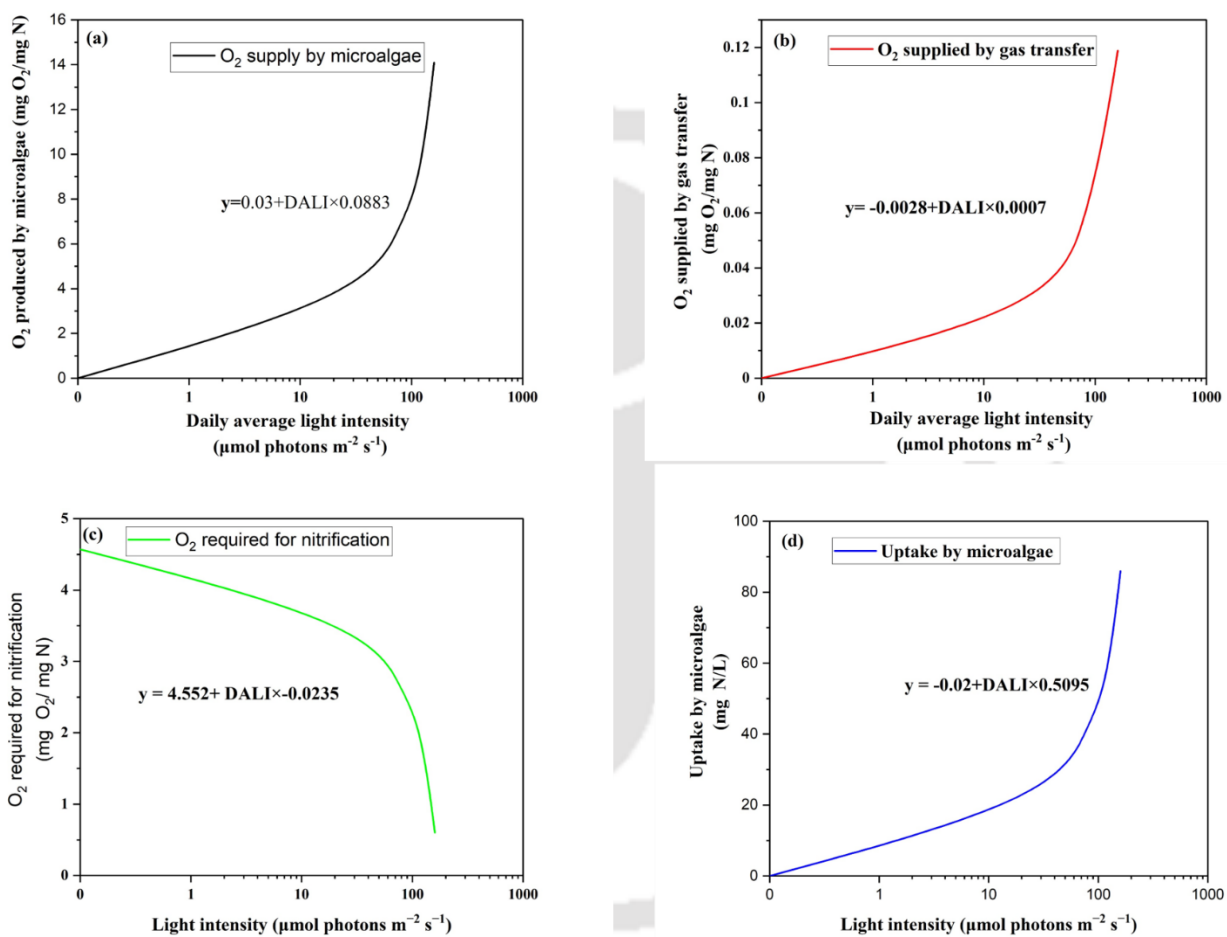 (a)
O₂ supply by microalgae
O₂ produced by microalgae (mg O₂/mg N)
16
14
12
10
8
6
4
2
0
y=0.03+DALI×0.0883
0 1 10 100 1000
Daily average light intensity
(μmol photons m⁻² s⁻¹)
(b)
O₂ supplied by gas transfer
O₂ supplied by gas transfer
(mg O₂/mg N)
0.12
0.1
0.08
0.06
0.04
0.02
0
y= -0.0028+DALI×0.0007
0 1 10 100 1000
Daily average light intensity
(μmol photons m⁻² s⁻¹)
(c)
O₂ required for nitrification
O₂ required for nitrification
(mg O₂/ mg N)
5
4
3
2
1
0
y = 4.552+ DALI×-0.0235
0 1 10 100 1000
Light intensity (μmol photons m⁻² s⁻¹)
(d)
Uptake by microalgae
Uptake by microalgae
(mg N/L)
100
80
60
40
20
0
y = -0.02+DALI×0.5095
0 1 10 100 1000
Light intensity (μmol photons m⁻² s⁻¹)